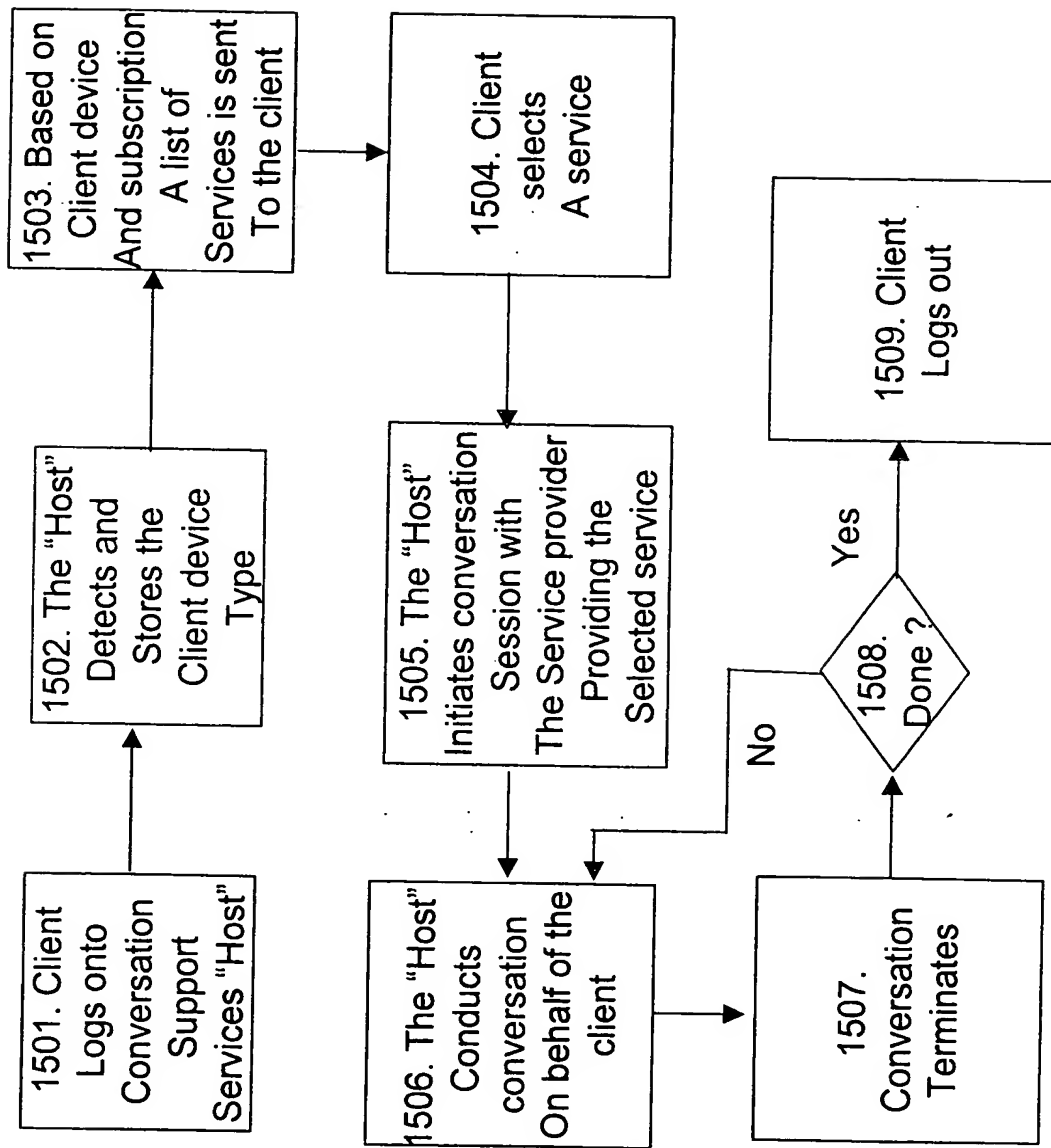 1501. Client
Logs onto
Conversation
Support
Services “Host”
1502. The “Host”
Detects and
Stores the
Client device
Type
1503. Based on
Client device
And subscription
A list of
Services is sent
To the client
1504. Client
selects
A service
1505. The “Host”
Initiates conversation
Session with
The Service provider
Providing the
Selected service
1506. The “Host”
Conducts
conversation
On behalf of the
client
1507.
Conversation
Terminates
1508.
Done ?
No
Yes
1509. Client
Logs out